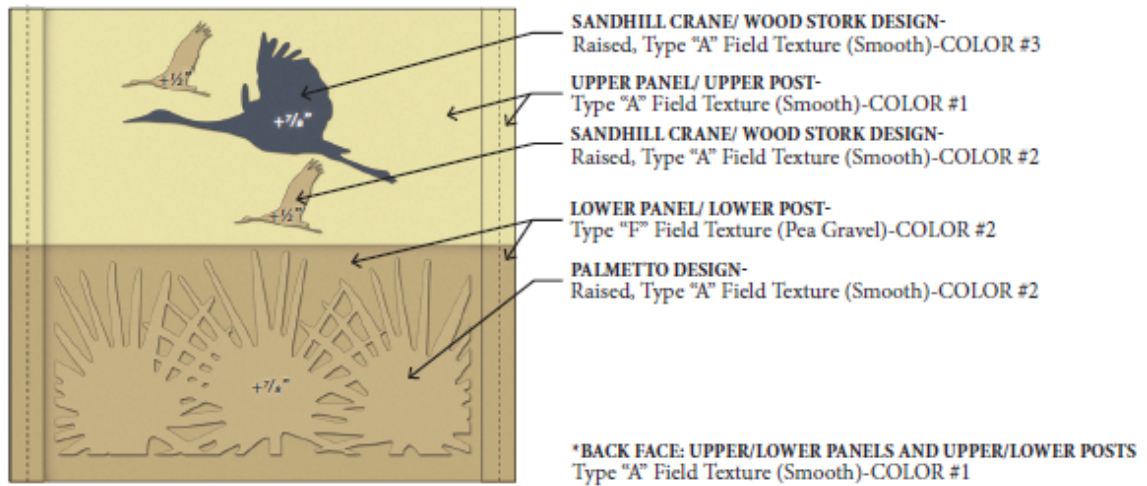 SANDHILL CRANE/ WOOD STORK DESIGN-
Raised, Type “A” Field Texture (Smooth)-COLOR #3
UPPER PANEL/ UPPER POST-
Type “A” Field Texture (Smooth)-COLOR #1
SANDHILL CRANE/ WOOD STORK DESIGN-
Raised, Type “A” Field Texture (Smooth)-COLOR #2
LOWER PANEL/ LOWER POST-
Type “F” Field Texture (Pea Gravel)-COLOR #2
PALMETTO DESIGN-
Raised, Type “A” Field Texture (Smooth)-COLOR #2
*BACK FACE: UPPER/LOWER PANELS AND UPPER/LOWER POSTS
Type “A” Field Texture (Smooth)-COLOR #1
+½”
+⅞”
+½”
+⅞”